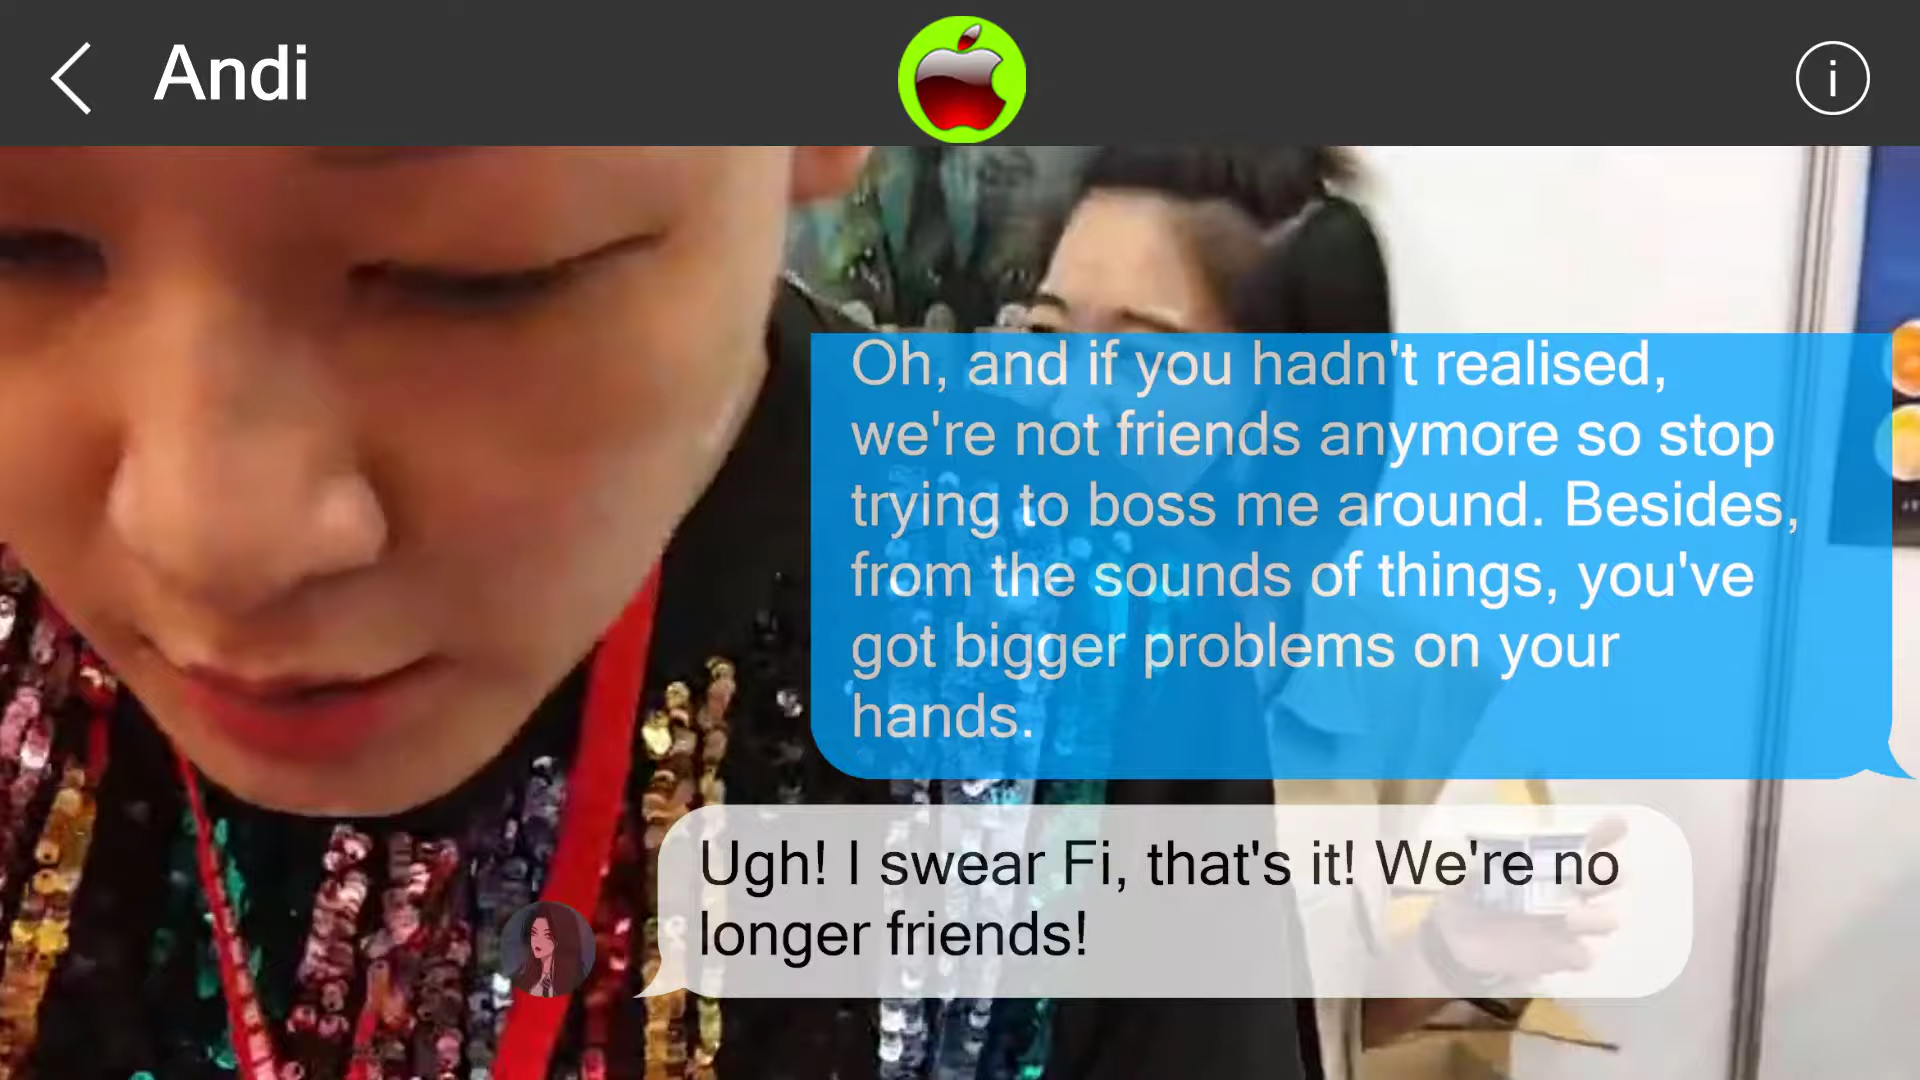 Andi
i
Oh, and if you hadn't realised,
we're not friends anymore so stop
trying to boss me around. Besides,
from the sounds of things, you've
got bigger problems on your
hands.
Ugh! I swear Fi, that's it! We're no
longer friends!